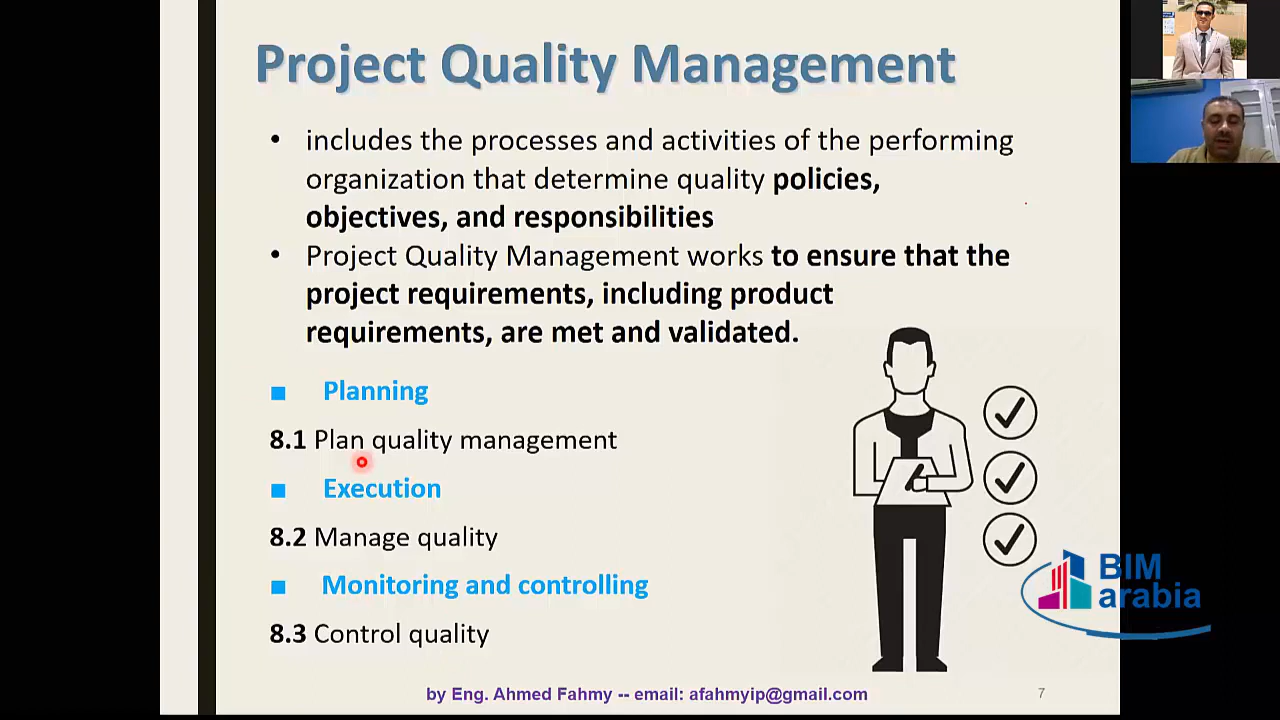 Project Quality Management
• includes the processes and activities of the performing
organization that determine quality policies,
objectives, and responsibilities
• Project Quality Management works to ensure that the
project requirements, including product
requirements, are met and validated.
■ Planning
8.1 Plan quality management
■ Execution
8.2 Manage quality
■ Monitoring and controlling
8.3 Control quality
BIM
arabia
by Eng. Ahmed Fahmy -- email: afahmyip@gmail.com
7